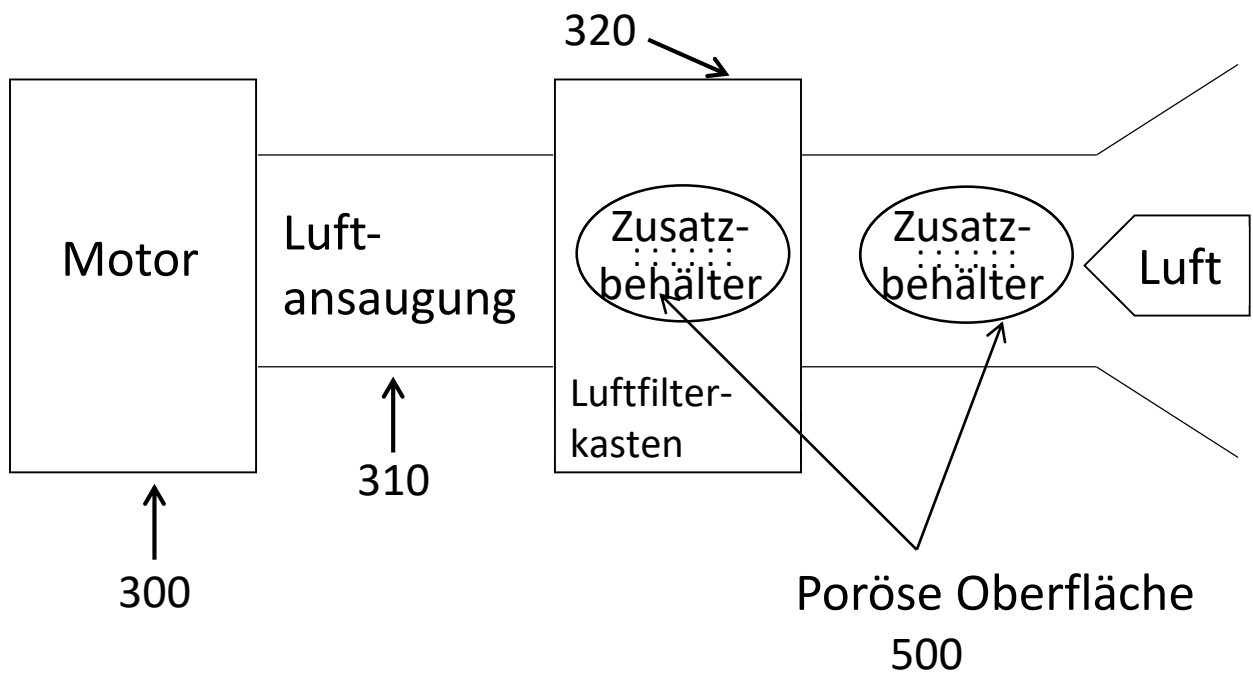 320
Motor
Luft-
ansaugung
Zusatz-
behälter
Zusatz-
behälter
Luft
Luftfilter-
kasten
310
300
Poröse Oberfläche
500